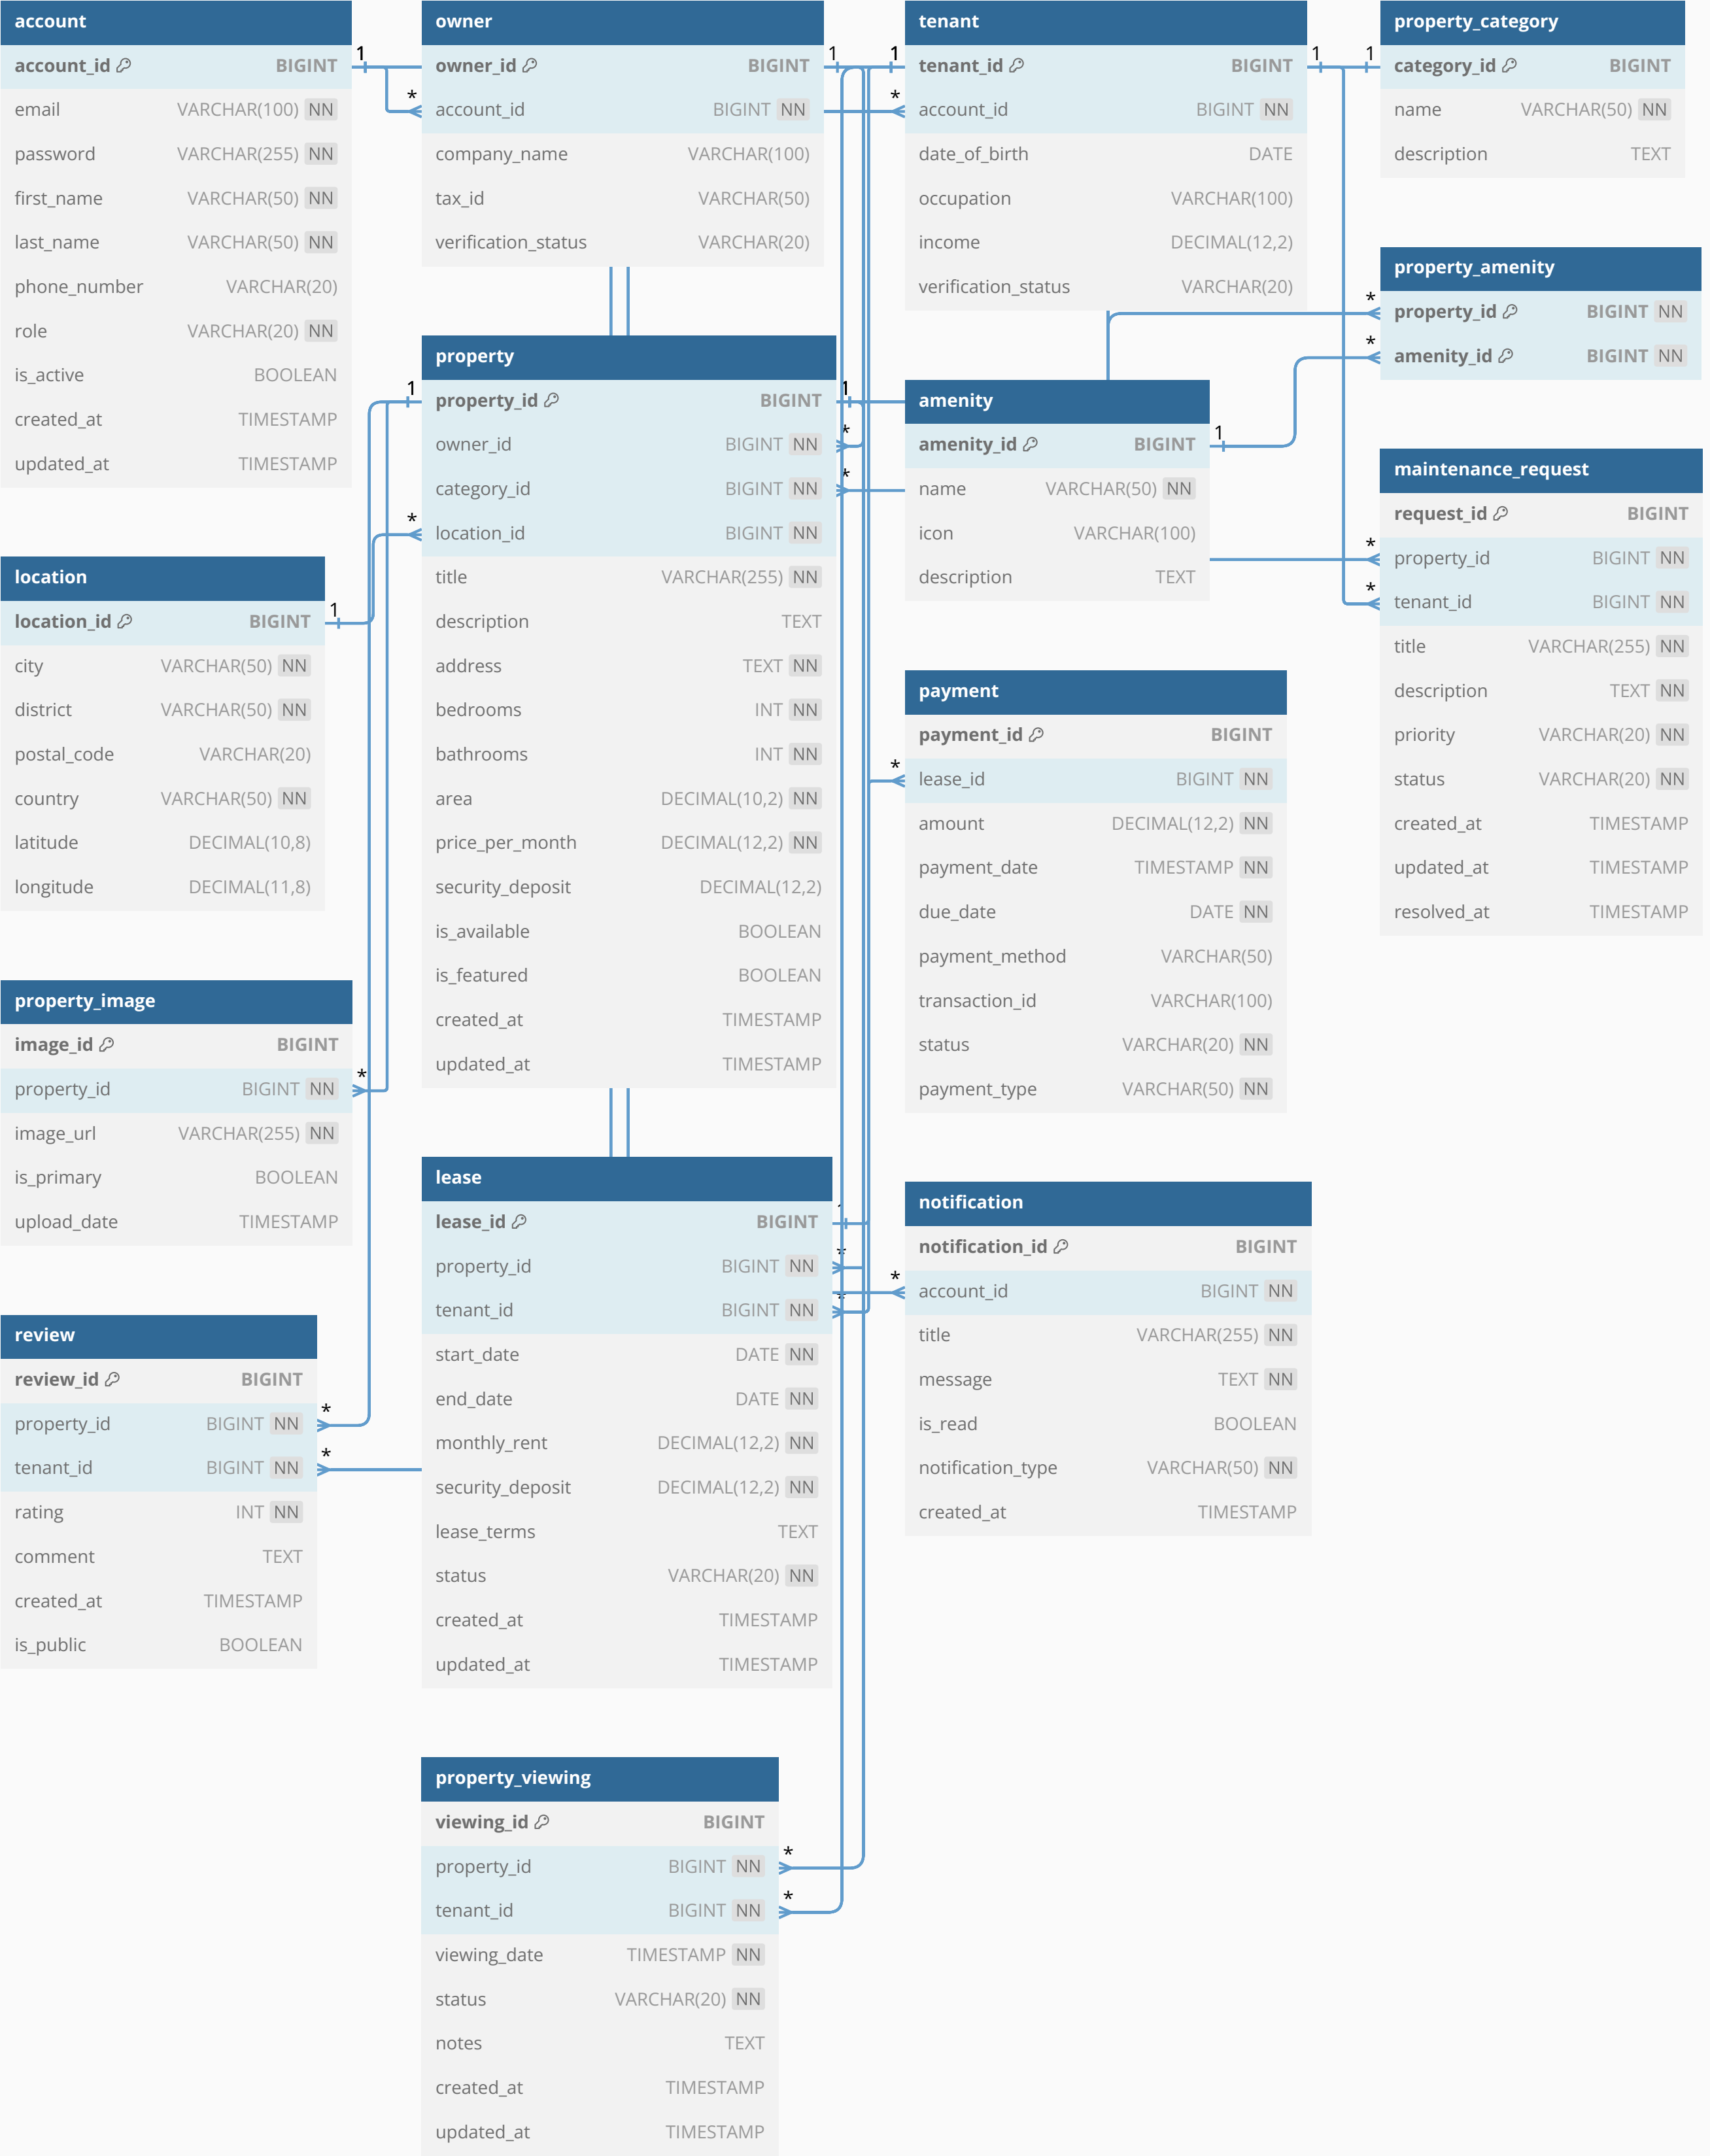 account
account_id BIGINT
email VARCHAR(100) NN
password VARCHAR(255) NN
first_name VARCHAR(50) NN
last_name VARCHAR(50) NN
phone_number VARCHAR(20)
role VARCHAR(20) NN
is_active BOOLEAN
created_at TIMESTAMP
updated_at TIMESTAMP
1
location
location_id BIGINT
city VARCHAR(50) NN
district VARCHAR(50) NN
postal_code VARCHAR(20)
country VARCHAR(50) NN
latitude DECIMAL(10,8)
longitude DECIMAL(11,8)
1
property_image
image_id BIGINT
property_id BIGINT NN
image_url VARCHAR(255) NN
is_primary BOOLEAN
upload_date TIMESTAMP
*
review
review_id BIGINT
property_id BIGINT NN
tenant_id BIGINT NN
rating INT NN
comment TEXT
created_at TIMESTAMP
is_public BOOLEAN
*
*
owner
owner_id BIGINT
account_id BIGINT NN
company_name VARCHAR(100)
tax_id VARCHAR(50)
verification_status VARCHAR(20)
*
1
property
property_id BIGINT
owner_id BIGINT NN
category_id BIGINT NN
location_id BIGINT NN
title VARCHAR(255) NN
description TEXT
address TEXT NN
bedrooms INT NN
bathrooms INT NN
area DECIMAL(10,2) NN
price_per_month DECIMAL(12,2) NN
security_deposit DECIMAL(12,2)
is_available BOOLEAN
is_featured BOOLEAN
created_at TIMESTAMP
updated_at TIMESTAMP
1
*
1
*
*
lease
lease_id BIGINT
property_id BIGINT NN
tenant_id BIGINT NN
start_date DATE NN
end_date DATE NN
monthly_rent DECIMAL(12,2) NN
security_deposit DECIMAL(12,2) NN
lease_terms TEXT
status VARCHAR(20) NN
created_at TIMESTAMP
updated_at TIMESTAMP
1
*
*
property_viewing
viewing_id BIGINT
property_id BIGINT NN
tenant_id BIGINT NN
viewing_date TIMESTAMP NN
status VARCHAR(20) NN
notes TEXT
created_at TIMESTAMP
updated_at TIMESTAMP
*
*
tenant
tenant_id BIGINT
account_id BIGINT NN
date_of_birth DATE
occupation VARCHAR(100)
income DECIMAL(12,2)
verification_status VARCHAR(20)
1
*
1
amenity
amenity_id BIGINT
name VARCHAR(50) NN
icon VARCHAR(100)
description TEXT
1
payment
payment_id BIGINT
lease_id BIGINT NN
amount DECIMAL(12,2) NN
payment_date TIMESTAMP NN
due_date DATE NN
payment_method VARCHAR(50)
transaction_id VARCHAR(100)
status VARCHAR(20) NN
payment_type VARCHAR(50) NN
*
notification
notification_id BIGINT
account_id BIGINT NN
title VARCHAR(255) NN
message TEXT NN
is_read BOOLEAN
notification_type VARCHAR(50) NN
created_at TIMESTAMP
*
property_category
category_id BIGINT
name VARCHAR(50) NN
description TEXT
1
property_amenity
property_id BIGINT NN
amenity_id BIGINT NN
*
*
maintenance_request
request_id BIGINT
property_id BIGINT NN
tenant_id BIGINT NN
title VARCHAR(255) NN
description TEXT NN
priority VARCHAR(20) NN
status VARCHAR(20) NN
created_at TIMESTAMP
updated_at TIMESTAMP
resolved_at TIMESTAMP
*
*